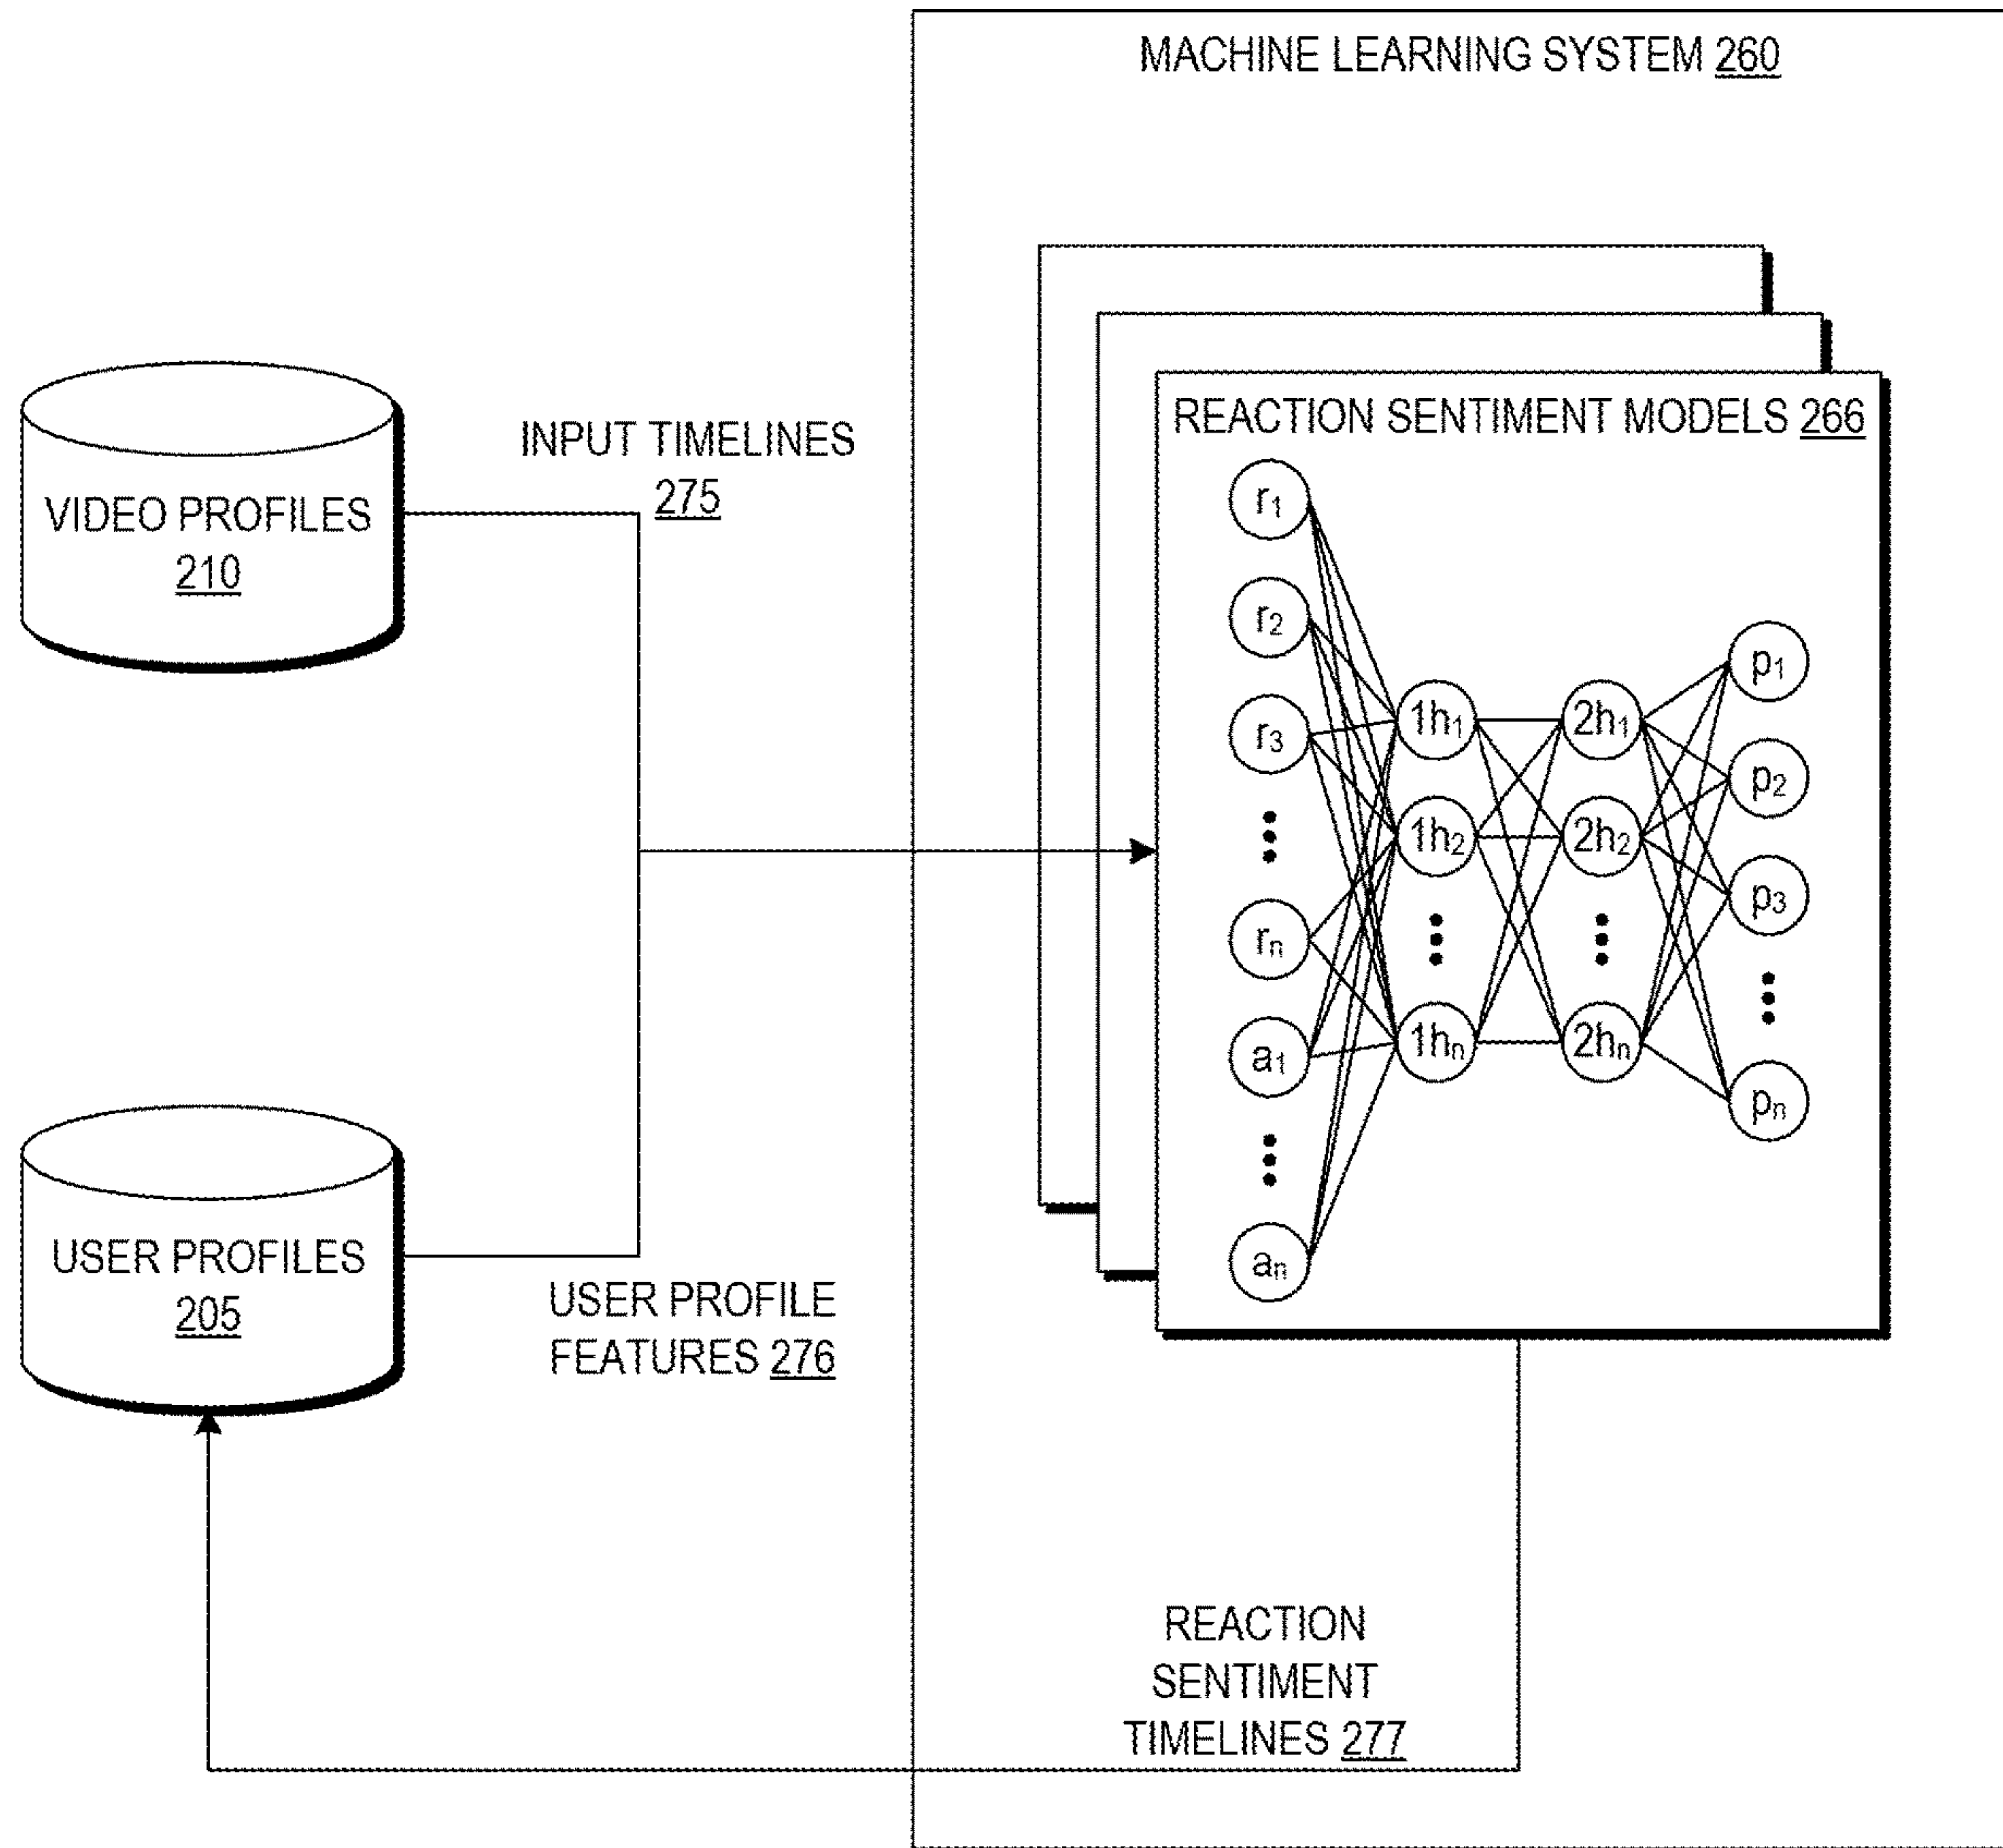 MACHINE LEARNING SYSTEM 260
VIDEO PROFILES
210
INPUT TIMELINES
275
USER PROFILES
205
USER PROFILE
FEATURES 276
REACTION SENTIMENT MODELS 266
r1
r2
r3
rn
a1
an
1h1
1h2
1hn
2h1
2h2
2hn
p1
p2
p3
pn
REACTION
SENTIMENT
TIMELINES 277